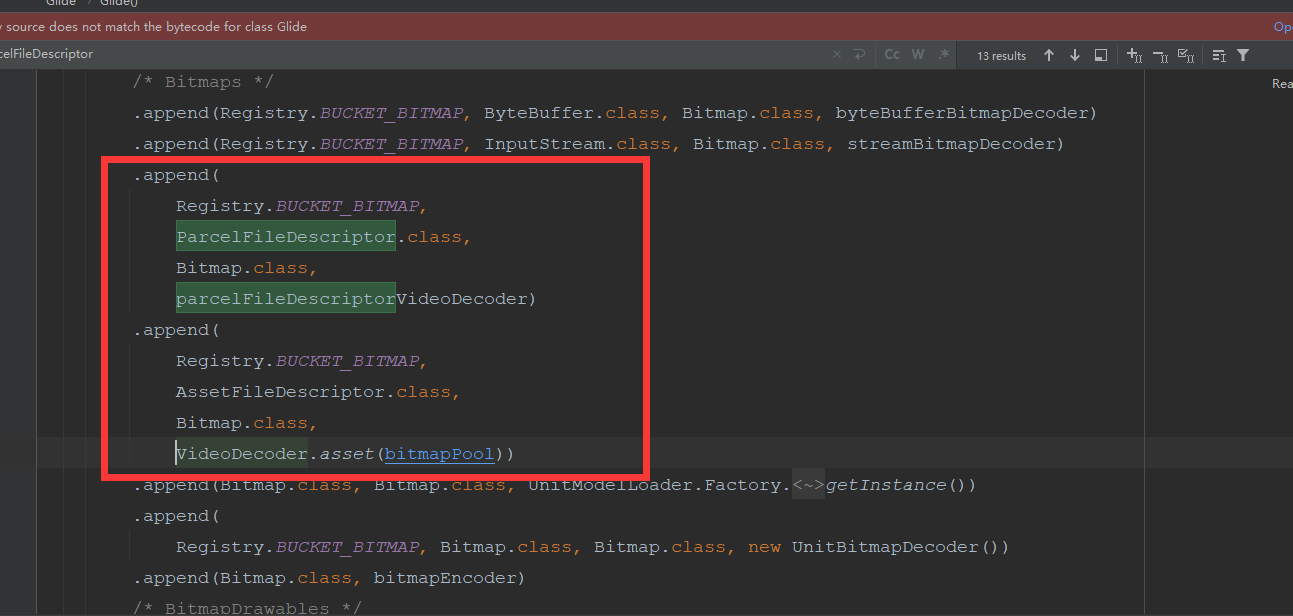 Glide › Glide()
source does not match the bytecode for class Glide
celFileDescriptor Cc W .* 13 results
/* Bitmaps */
.append(Registry.BUCKET_BITMAP, ByteBuffer.class, Bitmap.class, byteBufferBitmapDecoder)
.append(Registry.BUCKET_BITMAP, InputStream.class, Bitmap.class, streamBitmapDecoder)
.append(
Registry.BUCKET_BITMAP,
ParcelFileDescriptor.class,
Bitmap.class,
parcelFileDescriptorVideoDecoder)
.append(
Registry.BUCKET_BITMAP,
AssetFileDescriptor.class,
Bitmap.class,
VideoDecoder.asset(bitmapPool))
.append(Bitmap.class, Bitmap.class, UnitModelLoader.Factory.<~>getInstance())
.append(
Registry.BUCKET_BITMAP, Bitmap.class, Bitmap.class, new UnitBitmapDecoder())
.append(Bitmap.class, bitmapEncoder)
/* BitmapDrawables */